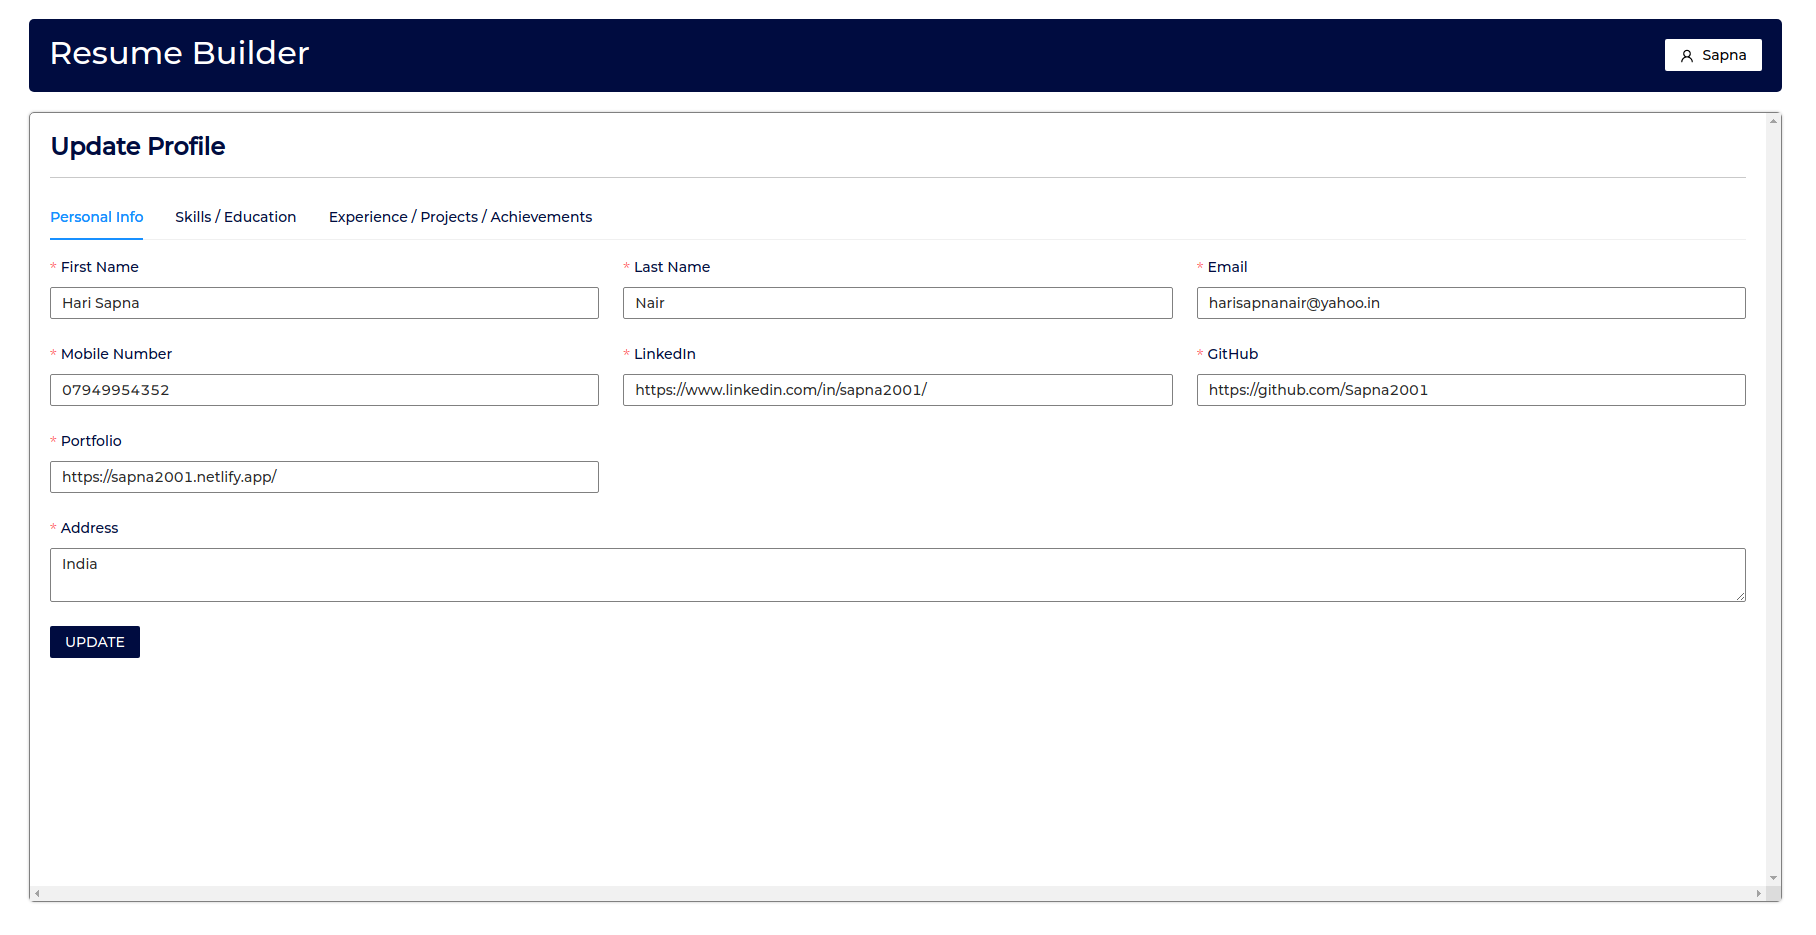 Resume Builder
Sapna
Update Profile
Personal Info Skills / Education Experience / Projects / Achievements
* First Name * Last Name * Email
Hari Sapna Nair harisapnanair@yahoo.in
* Mobile Number * LinkedIn * GitHub
07949954352 https://www.linkedin.com/in/sapna2001/ https://github.com/Sapna2001
* Portfolio
https://sapna2001.netlify.app/
* Address
India
UPDATE